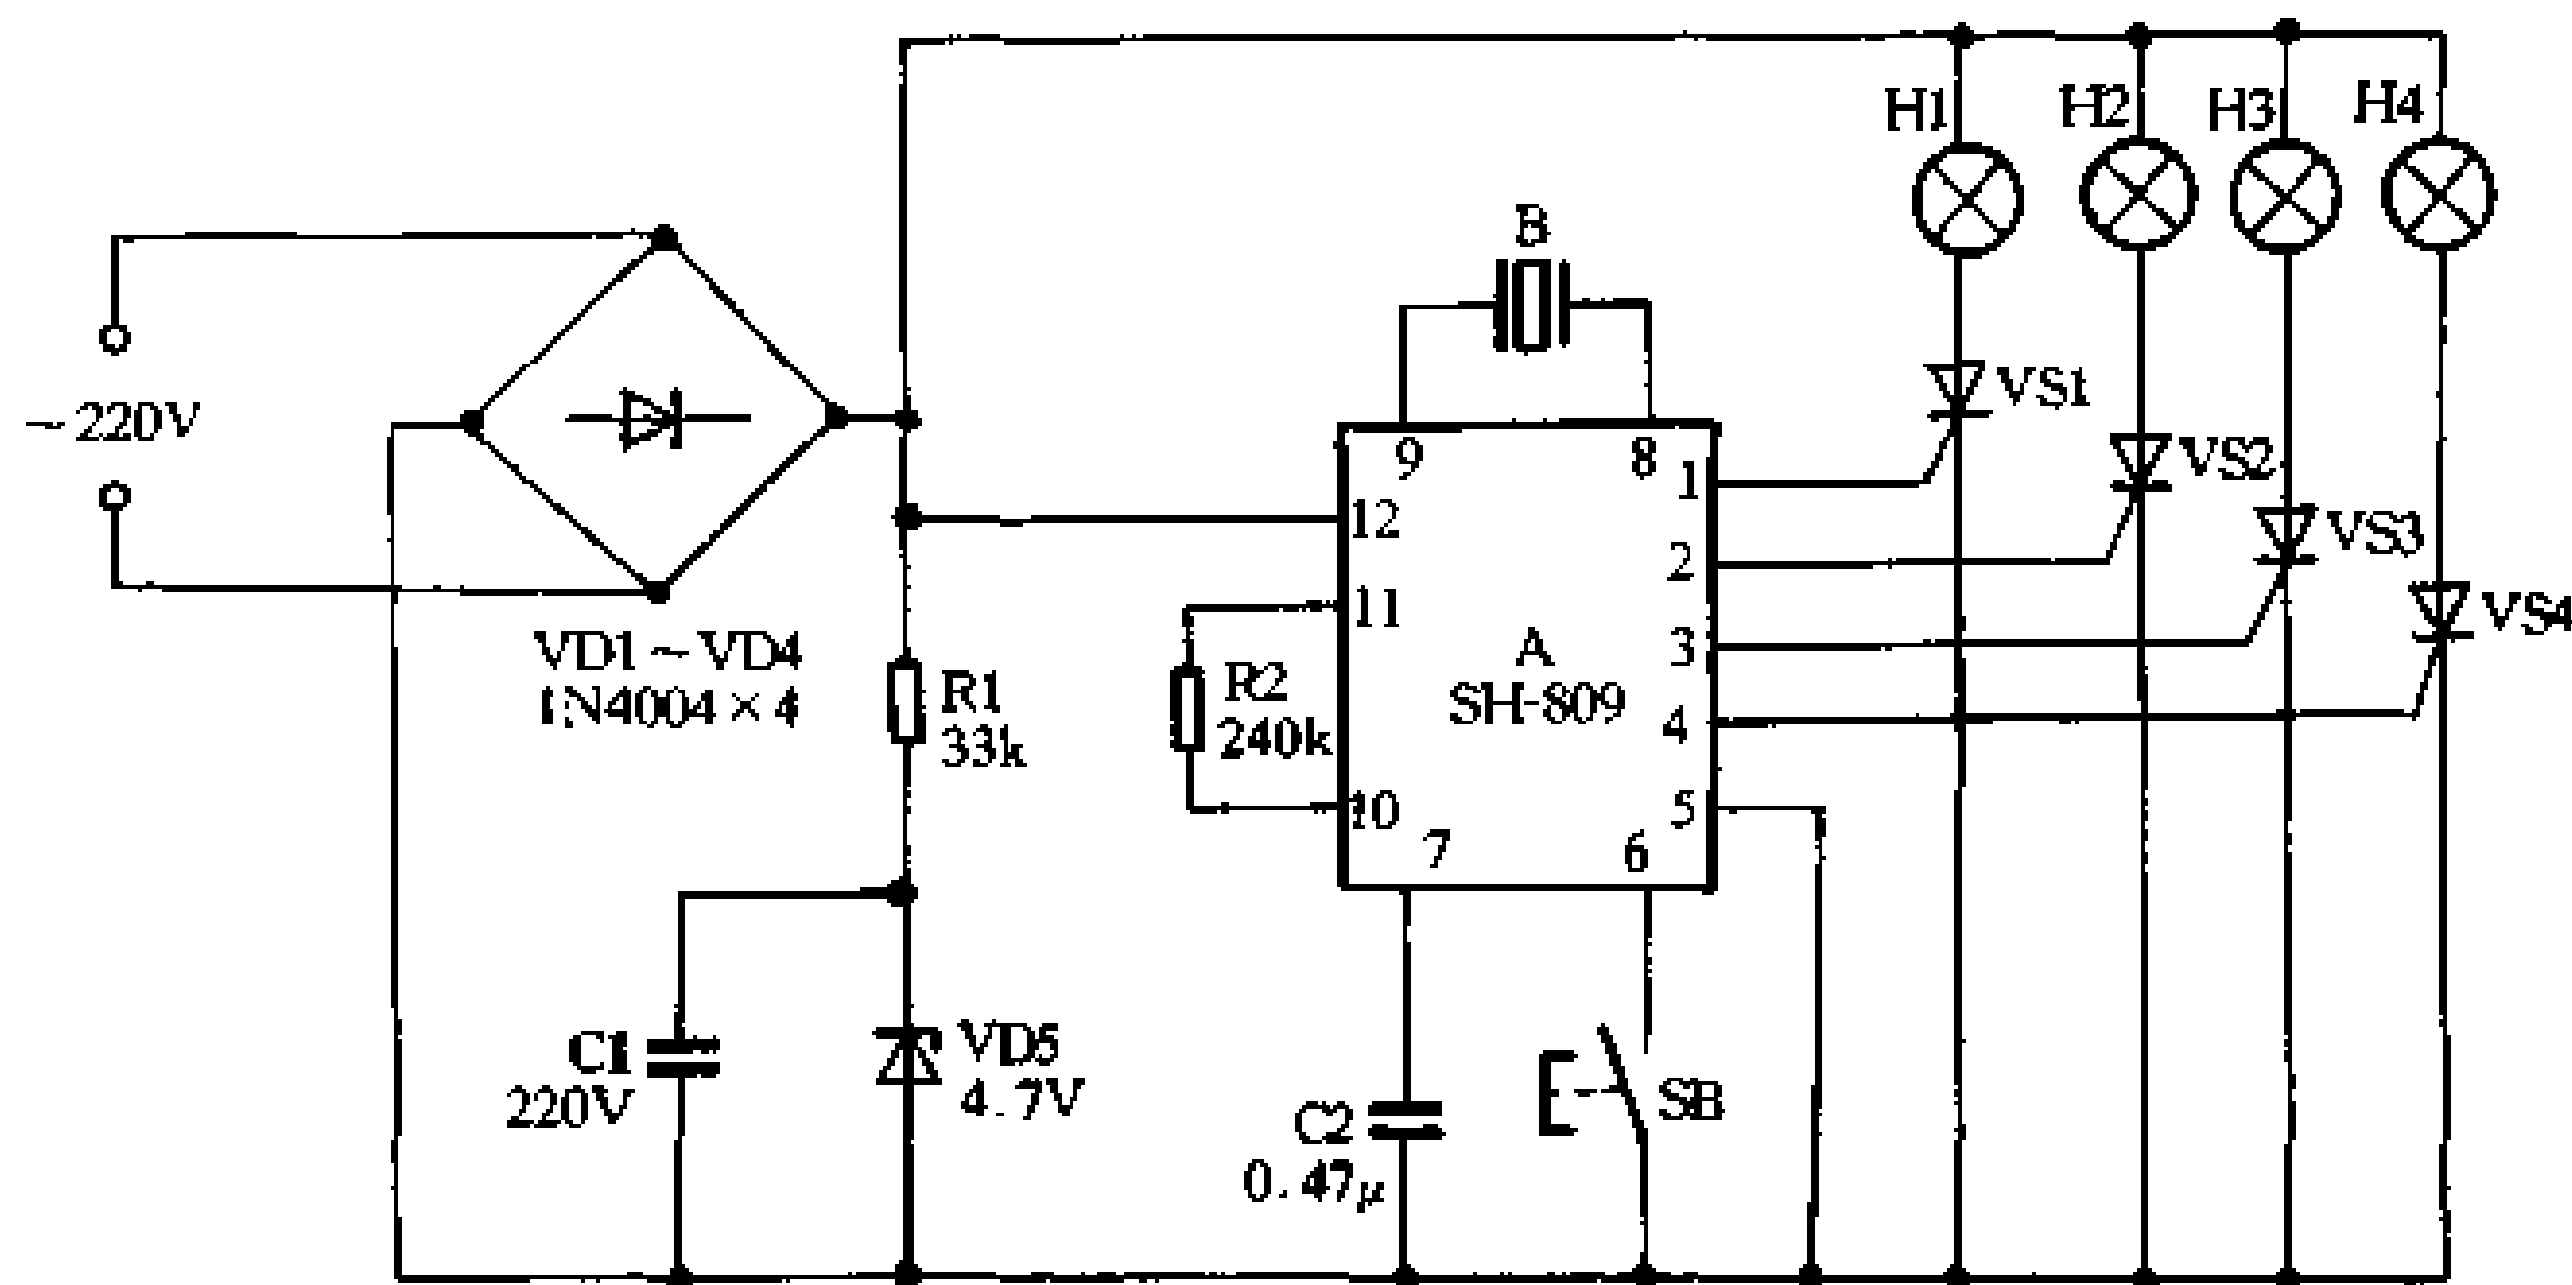 H1
H2
H3
H4
B
~220V
VS1
VS2
VS3
VS4
9
8
1
12
2
11
3
A
SH-809
4
10
5
7
6
VD1~VD4
1N4004×4
R1
33k
R2
240k
C1
220V
VD5
4.7V
C2
0.47μ
SB